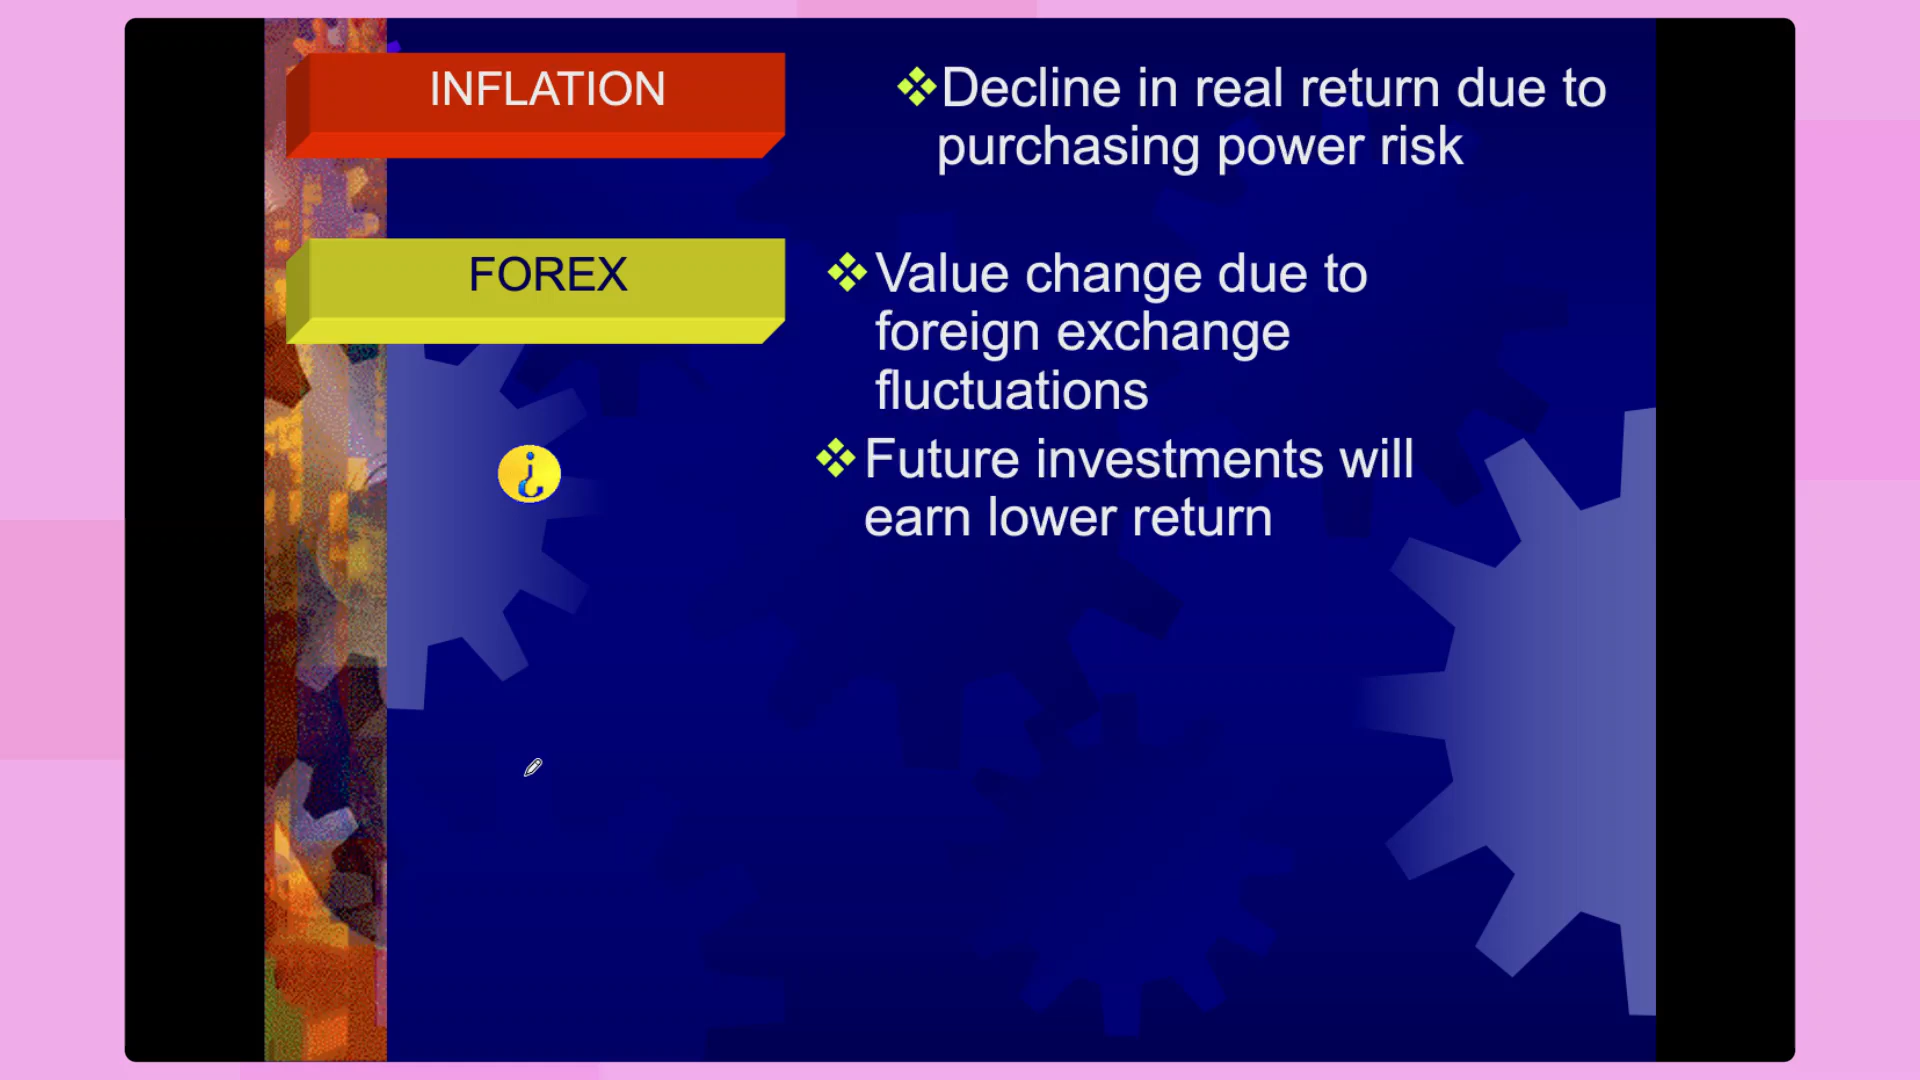 INFLATION
❖Decline in real return due to
purchasing power risk
FOREX
❖Value change due to
foreign exchange
fluctuations
¿
❖Future investments will
earn lower return